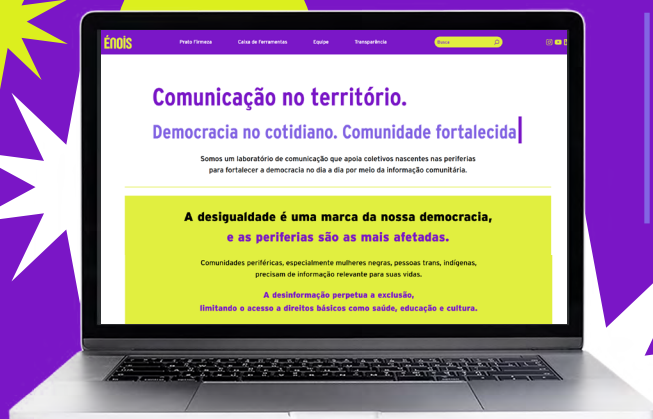 Énois
Prato Firmeza Caixa de Ferramentas Equipe Transparência Busca
Comunicação no território.
Democracia no cotidiano. Comunidade fortalecida
Somos um laboratório de comunicação que apoia coletivos nascentes nas periferias
para fortalecer a democracia no dia a dia por meio da informação comunitária.
A desigualdade é uma marca da nossa democracia,
e as periferias são as mais afetadas.
Comunidades periféricas, especialmente mulheres negras, pessoas trans, indígenas,
precisam de informação relevante para suas vidas.
A desinformação perpetua a exclusão,
limitando o acesso a direitos básicos como saúde, educação e cultura.